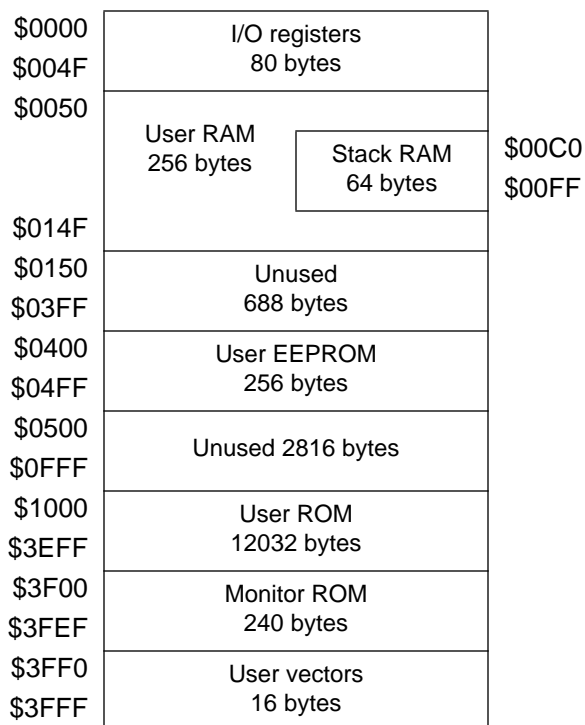 $0000
I/O registers
80 bytes
$004F
$0050
User RAM
256 bytes
Stack RAM
64 bytes
$00C0
$00FF
$014F
$0150
Unused
688 bytes
$03FF
$0400
User EEPROM
256 bytes
$04FF
$0500
Unused 2816 bytes
$0FFF
$1000
User ROM
12032 bytes
$3EFF
$3F00
Monitor ROM
240 bytes
$3FEF
$3FF0
User vectors
16 bytes
$3FFF